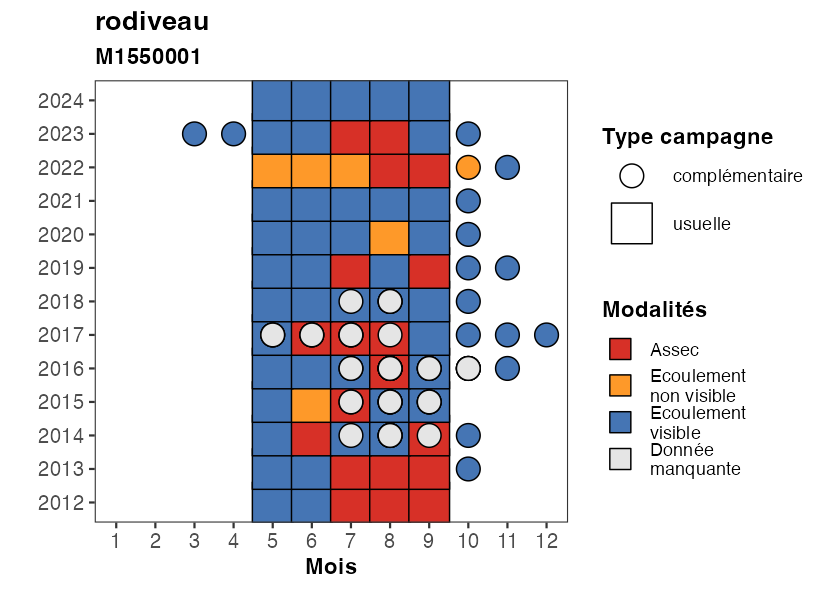 rodiveau
M1550001
2024
2023
2022
2021
2020
2019
2018
2017
2016
2015
2014
2013
2012
1 2 3 4 5 6 7 8 9 10 11 12
Mois
Type campagne
complémentaire
usuelle
Modalités
Assec
Ecoulement
non visible
Ecoulement
visible
Donnée
manquante